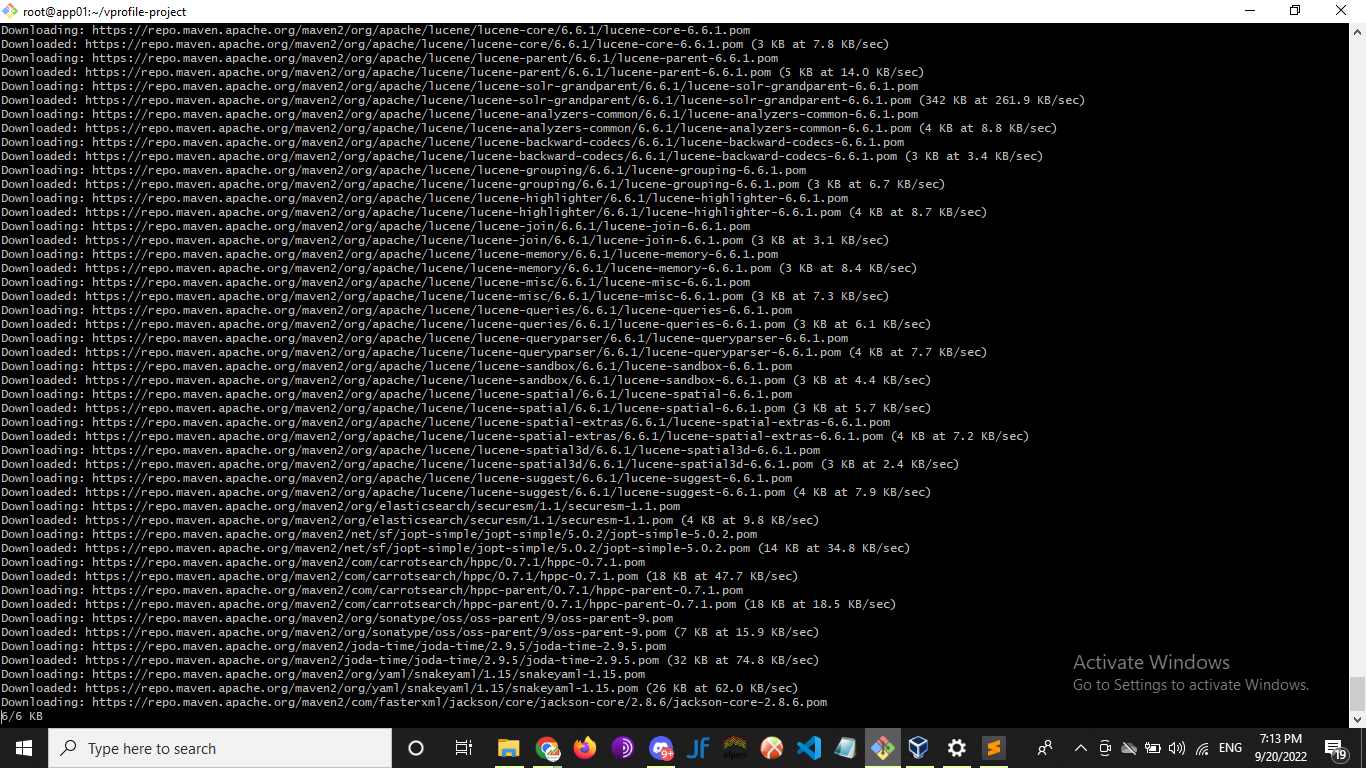 root@app01:~/vprofile-project
Downloading: https://repo.maven.apache.org/maven2/org/apache/lucene/lucene-core/6.6.1/lucene-core-6.6.1.pom
Downloaded: https://repo.maven.apache.org/maven2/org/apache/lucene/lucene-core/6.6.1/lucene-core-6.6.1.pom (3 KB at 7.8 KB/sec)
Downloading: https://repo.maven.apache.org/maven2/org/apache/lucene/lucene-parent/6.6.1/lucene-parent-6.6.1.pom
Downloaded: https://repo.maven.apache.org/maven2/org/apache/lucene/lucene-parent/6.6.1/lucene-parent-6.6.1.pom (5 KB at 14.0 KB/sec)
Downloading: https://repo.maven.apache.org/maven2/org/apache/lucene/lucene-solr-grandparent/6.6.1/lucene-solr-grandparent-6.6.1.pom
Downloaded: https://repo.maven.apache.org/maven2/org/apache/lucene/lucene-solr-grandparent/6.6.1/lucene-solr-grandparent-6.6.1.pom (342 KB at 261.9 KB/sec)
Downloading: https://repo.maven.apache.org/maven2/org/apache/lucene/lucene-analyzers-common/6.6.1/lucene-analyzers-common-6.6.1.pom
Downloaded: https://repo.maven.apache.org/maven2/org/apache/lucene/lucene-analyzers-common/6.6.1/lucene-analyzers-common-6.6.1.pom (4 KB at 8.8 KB/sec)
Downloading: https://repo.maven.apache.org/maven2/org/apache/lucene/lucene-backward-codecs/6.6.1/lucene-backward-codecs-6.6.1.pom
Downloaded: https://repo.maven.apache.org/maven2/org/apache/lucene/lucene-backward-codecs/6.6.1/lucene-backward-codecs-6.6.1.pom (3 KB at 3.4 KB/sec)
Downloading: https://repo.maven.apache.org/maven2/org/apache/lucene/lucene-grouping/6.6.1/lucene-grouping-6.6.1.pom
Downloaded: https://repo.maven.apache.org/maven2/org/apache/lucene/lucene-grouping/6.6.1/lucene-grouping-6.6.1.pom (3 KB at 6.7 KB/sec)
Downloading: https://repo.maven.apache.org/maven2/org/apache/lucene/lucene-highlighter/6.6.1/lucene-highlighter-6.6.1.pom
Downloaded: https://repo.maven.apache.org/maven2/org/apache/lucene/lucene-highlighter/6.6.1/lucene-highlighter-6.6.1.pom (4 KB at 8.7 KB/sec)
Downloading: https://repo.maven.apache.org/maven2/org/apache/lucene/lucene-join/6.6.1/lucene-join-6.6.1.pom
Downloaded: https://repo.maven.apache.org/maven2/org/apache/lucene/lucene-join/6.6.1/lucene-join-6.6.1.pom (3 KB at 3.1 KB/sec)
Downloading: https://repo.maven.apache.org/maven2/org/apache/lucene/lucene-memory/6.6.1/lucene-memory-6.6.1.pom
Downloaded: https://repo.maven.apache.org/maven2/org/apache/lucene/lucene-memory/6.6.1/lucene-memory-6.6.1.pom (3 KB at 8.4 KB/sec)
Downloading: https://repo.maven.apache.org/maven2/org/apache/lucene/lucene-misc/6.6.1/lucene-misc-6.6.1.pom
Downloaded: https://repo.maven.apache.org/maven2/org/apache/lucene/lucene-misc/6.6.1/lucene-misc-6.6.1.pom (3 KB at 7.3 KB/sec)
Downloading: https://repo.maven.apache.org/maven2/org/apache/lucene/lucene-queries/6.6.1/lucene-queries-6.6.1.pom
Downloaded: https://repo.maven.apache.org/maven2/org/apache/lucene/lucene-queries/6.6.1/lucene-queries-6.6.1.pom (3 KB at 6.1 KB/sec)
Downloading: https://repo.maven.apache.org/maven2/org/apache/lucene/lucene-queryparser/6.6.1/lucene-queryparser-6.6.1.pom
Downloaded: https://repo.maven.apache.org/maven2/org/apache/lucene/lucene-queryparser/6.6.1/lucene-queryparser-6.6.1.pom (4 KB at 7.7 KB/sec)
Downloading: https://repo.maven.apache.org/maven2/org/apache/lucene/lucene-sandbox/6.6.1/lucene-sandbox-6.6.1.pom
Downloaded: https://repo.maven.apache.org/maven2/org/apache/lucene/lucene-sandbox/6.6.1/lucene-sandbox-6.6.1.pom (3 KB at 4.4 KB/sec)
Downloading: https://repo.maven.apache.org/maven2/org/apache/lucene/lucene-spatial/6.6.1/lucene-spatial-6.6.1.pom
Downloaded: https://repo.maven.apache.org/maven2/org/apache/lucene/lucene-spatial/6.6.1/lucene-spatial-6.6.1.pom (3 KB at 5.7 KB/sec)
Downloading: https://repo.maven.apache.org/maven2/org/apache/lucene/lucene-spatial-extras/6.6.1/lucene-spatial-extras-6.6.1.pom
Downloaded: https://repo.maven.apache.org/maven2/org/apache/lucene/lucene-spatial-extras/6.6.1/lucene-spatial-extras-6.6.1.pom (4 KB at 7.2 KB/sec)
Downloading: https://repo.maven.apache.org/maven2/org/apache/lucene/lucene-spatial3d/6.6.1/lucene-spatial3d-6.6.1.pom
Downloaded: https://repo.maven.apache.org/maven2/org/apache/lucene/lucene-spatial3d/6.6.1/lucene-spatial3d-6.6.1.pom (3 KB at 2.4 KB/sec)
Downloading: https://repo.maven.apache.org/maven2/org/apache/lucene/lucene-suggest/6.6.1/lucene-suggest-6.6.1.pom
Downloaded: https://repo.maven.apache.org/maven2/org/apache/lucene/lucene-suggest/6.6.1/lucene-suggest-6.6.1.pom (4 KB at 7.9 KB/sec)
Downloading: https://repo.maven.apache.org/maven2/org/elasticsearch/securesm/1.1/securesm-1.1.pom
Downloaded: https://repo.maven.apache.org/maven2/org/elasticsearch/securesm/1.1/securesm-1.1.pom (4 KB at 9.8 KB/sec)
Downloading: https://repo.maven.apache.org/maven2/net/sf/jopt-simple/jopt-simple/5.0.2/jopt-simple-5.0.2.pom
Downloaded: https://repo.maven.apache.org/maven2/net/sf/jopt-simple/jopt-simple/5.0.2/jopt-simple-5.0.2.pom (14 KB at 34.8 KB/sec)
Downloading: https://repo.maven.apache.org/maven2/com/carrotsearch/hppc/0.7.1/hppc-0.7.1.pom
Downloaded: https://repo.maven.apache.org/maven2/com/carrotsearch/hppc/0.7.1/hppc-0.7.1.pom (18 KB at 47.7 KB/sec)
Downloading: https://repo.maven.apache.org/maven2/com/carrotsearch/hppc-parent/0.7.1/hppc-parent-0.7.1.pom
Downloaded: https://repo.maven.apache.org/maven2/com/carrotsearch/hppc-parent/0.7.1/hppc-parent-0.7.1.pom (18 KB at 18.5 KB/sec)
Downloading: https://repo.maven.apache.org/maven2/org/sonatype/oss/oss-parent/9/oss-parent-9.pom
Downloaded: https://repo.maven.apache.org/maven2/org/sonatype/oss/oss-parent/9/oss-parent-9.pom (7 KB at 15.9 KB/sec)
Downloading: https://repo.maven.apache.org/maven2/joda-time/joda-time/2.9.5/joda-time-2.9.5.pom
Downloaded: https://repo.maven.apache.org/maven2/joda-time/joda-time/2.9.5/joda-time-2.9.5.pom (32 KB at 74.8 KB/sec)
Downloading: https://repo.maven.apache.org/maven2/org/yaml/snakeyaml/1.15/snakeyaml-1.15.pom
Downloaded: https://repo.maven.apache.org/maven2/org/yaml/snakeyaml/1.15/snakeyaml-1.15.pom (26 KB at 62.0 KB/sec)
Downloading: https://repo.maven.apache.org/maven2/com/fasterxml/jackson/core/jackson-core/2.8.6/jackson-core-2.8.6.pom
6/6 KB
Activate Windows
Go to Settings to activate Windows.
Type here to search
9+
JF
ENG
7:13 PM
9/20/2022
19